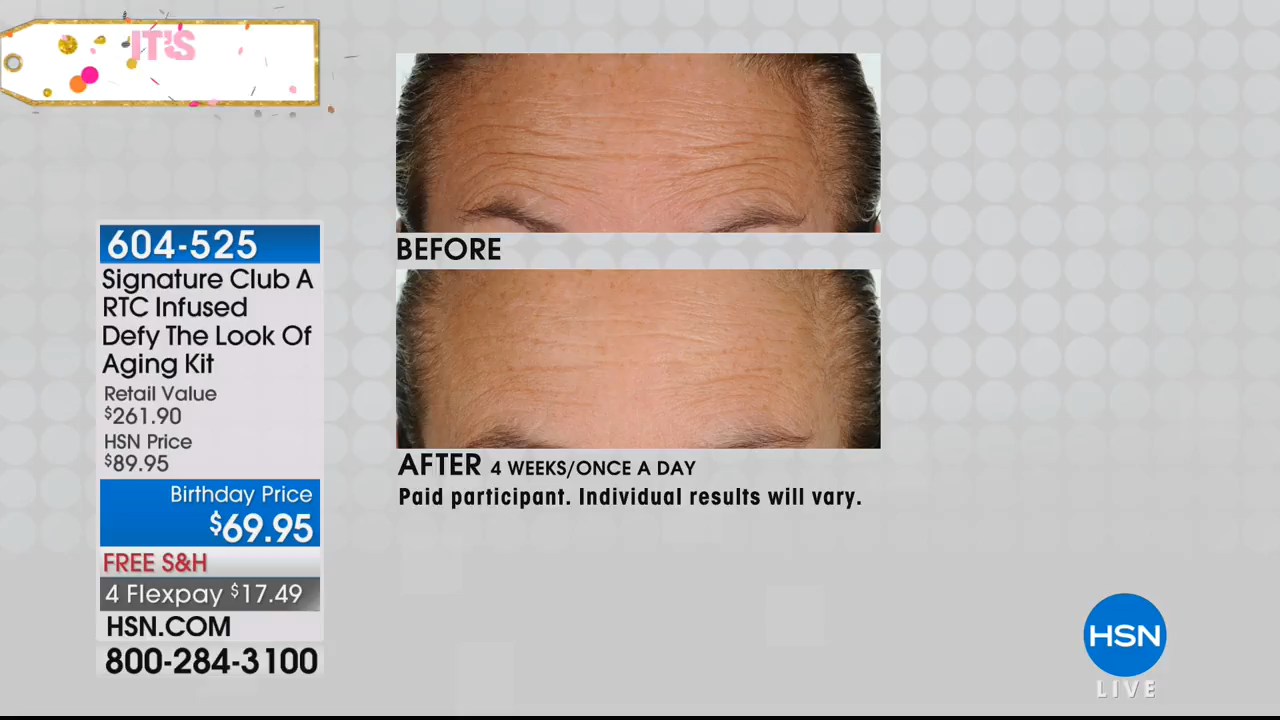 IT'S
604-525
Signature Club A
RTC Infused
Defy The Look Of
Aging Kit
Retail Value
$261.90
HSN Price
$89.95
Birthday Price
$69.95
FREE S&H
4 Flexpay $17.49
HSN.COM
800-284-3100
BEFORE
AFTER 4 WEEKS/ONCE A DAY
Paid participant. Individual results will vary.
HSN
LIVE